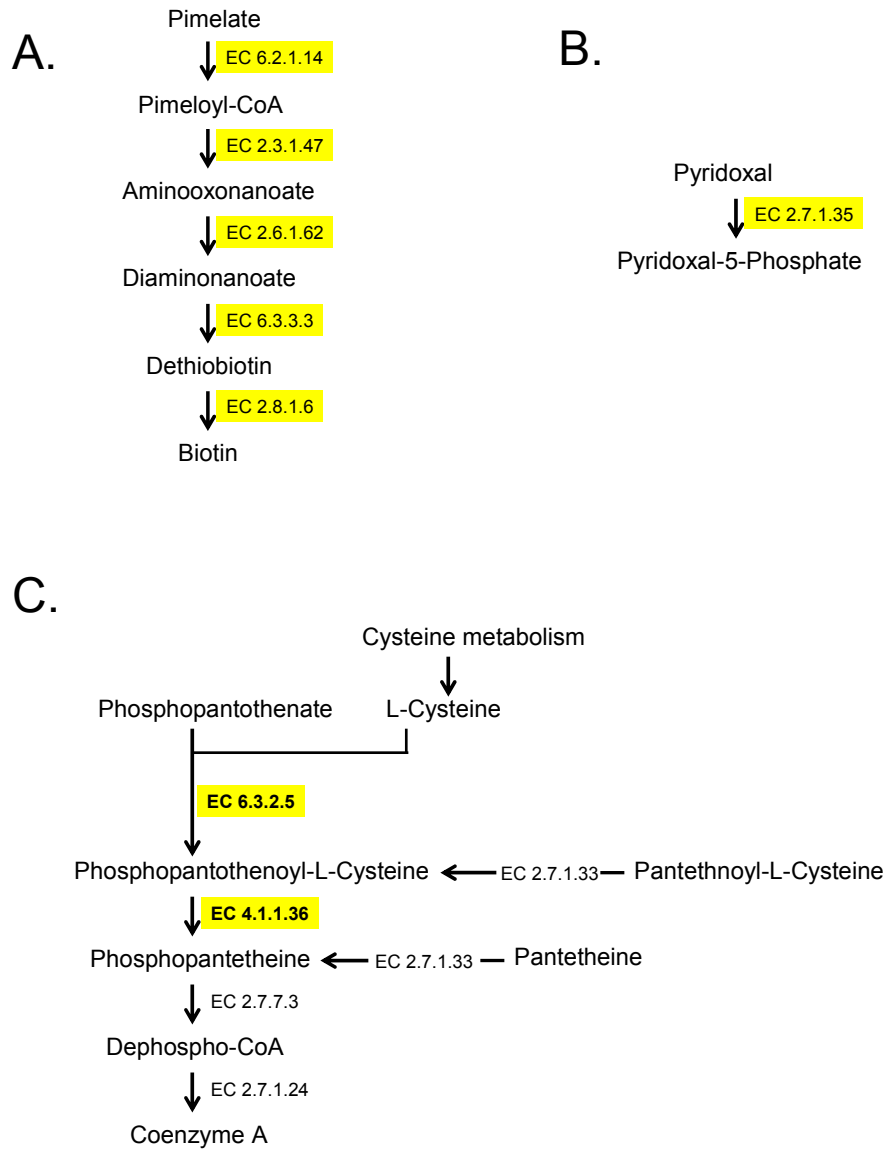 A.
Pimelate
EC 6.2.1.14
Pimeloyl-CoA
EC 2.3.1.47
Aminooxonanoate
EC 2.6.1.62
Diaminonanoate
EC 6.3.3.3
Dethiobiotin
EC 2.8.1.6
Biotin
B.
Pyridoxal
EC 2.7.1.35
Pyridoxal-5-Phosphate
C.
Cysteine metabolism
Phosphopantothenate
L-Cysteine
EC 6.3.2.5
Phosphopantothenoyl-L-Cysteine
EC 2.7.1.33
Pantethnoyl-L-Cysteine
EC 4.1.1.36
Phosphopantetheine
EC 2.7.1.33
Pantetheine
EC 2.7.7.3
Dephospho-CoA
EC 2.7.1.24
Coenzyme A